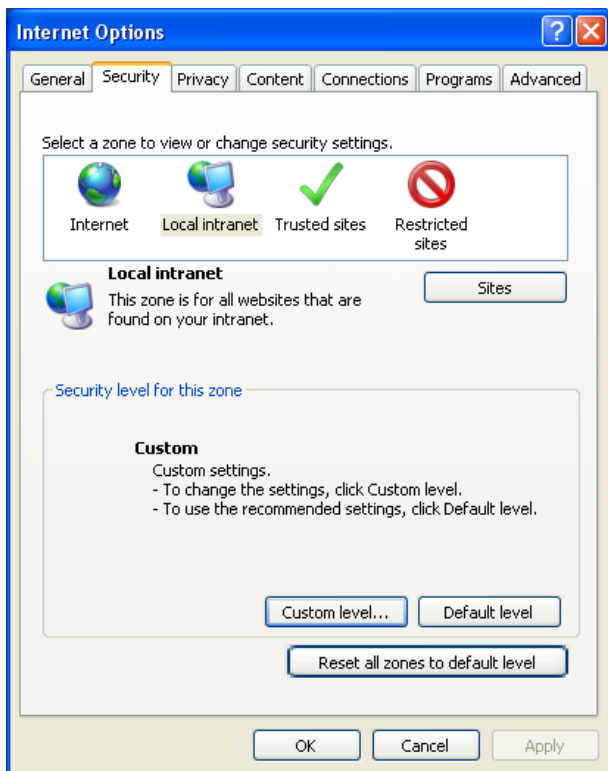 Internet Options
General Security Privacy Content Connections Programs Advanced
Select a zone to view or change security settings.
Internet Local intranet Trusted sites Restricted sites
Local intranet
This zone is for all websites that are
found on your intranet.
Sites
Security level for this zone
Custom
Custom settings.
- To change the settings, click Custom level.
- To use the recommended settings, click Default level.
Custom level... Default level
Reset all zones to default level
OK Cancel Apply